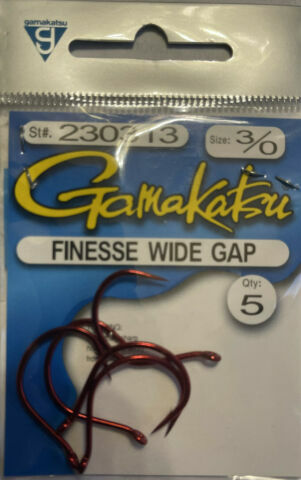 gamakatsu
g
St#. 230313
Size: 3/0
Gamakatsu
FINESSE WIDE GAP
Qty:
5